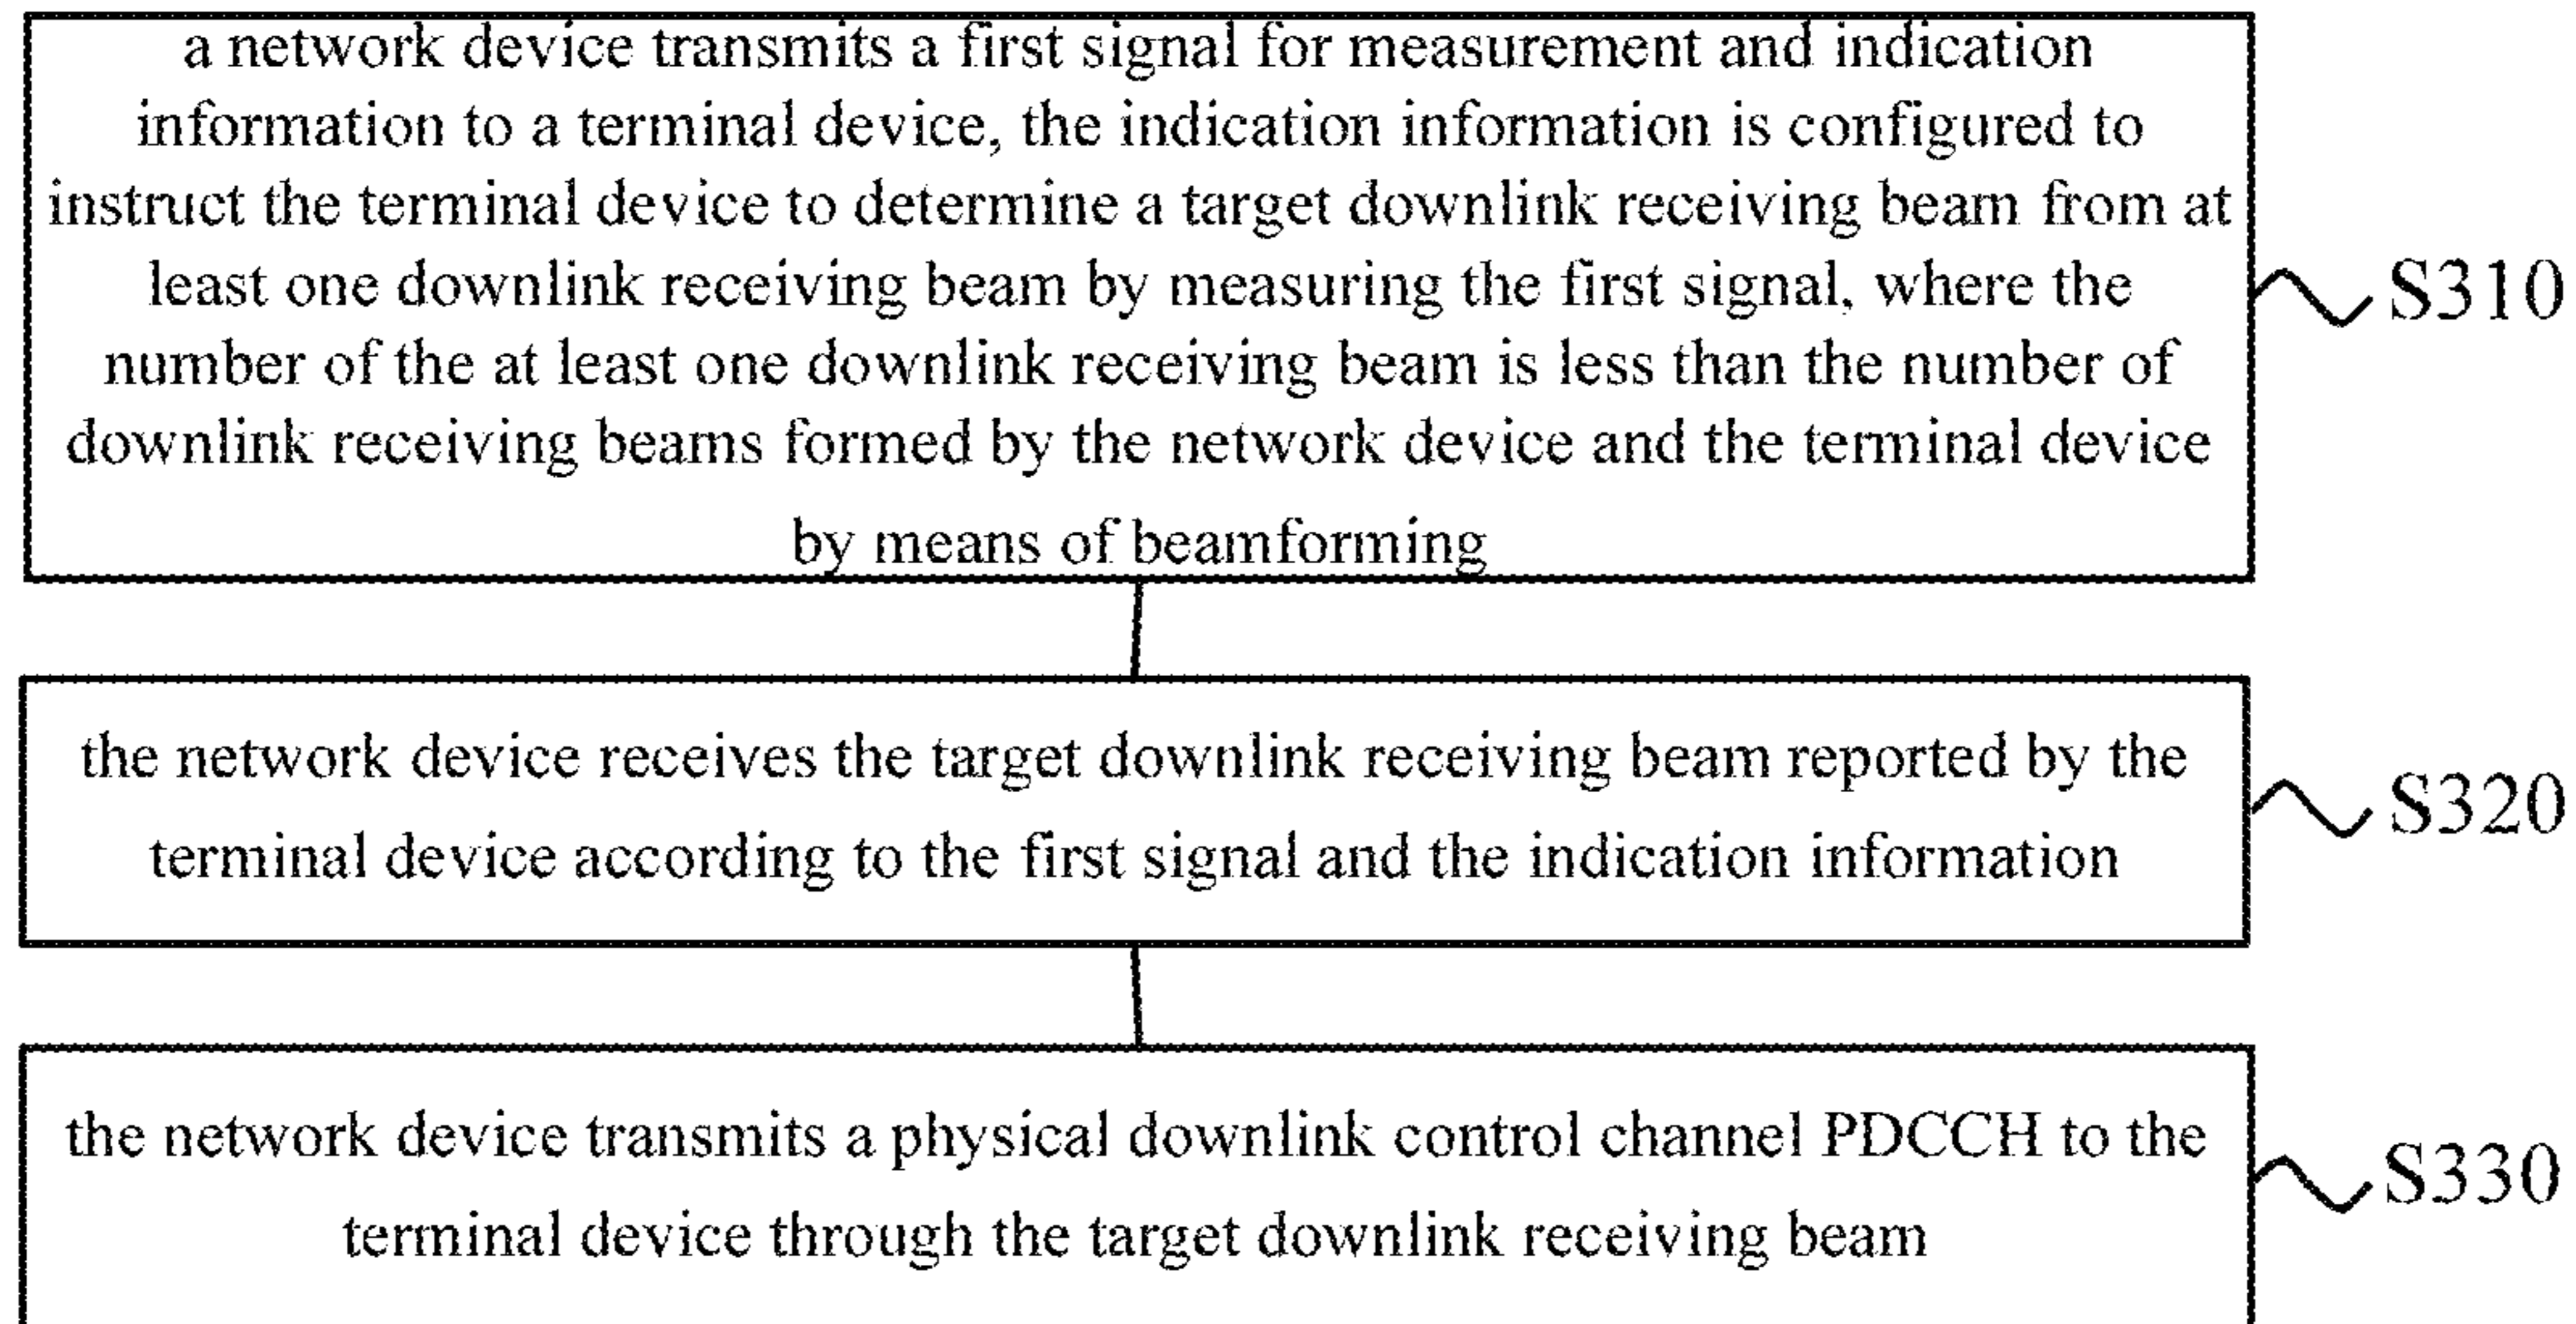 a network device transmits a first signal for measurement and indication
information to a terminal device, the indication information is configured to
instruct the terminal device to determine a target downlink receiving beam from at
least one downlink receiving beam by measuring the first signal, where the
number of the at least one downlink receiving beam is less than the number of
downlink receiving beams formed by the network device and the terminal device
by means of beamforming
S310
the network device receives the target downlink receiving beam reported by the
terminal device according to the first signal and the indication information
S320
the network device transmits a physical downlink control channel PDCCH to the
terminal device through the target downlink receiving beam
S330